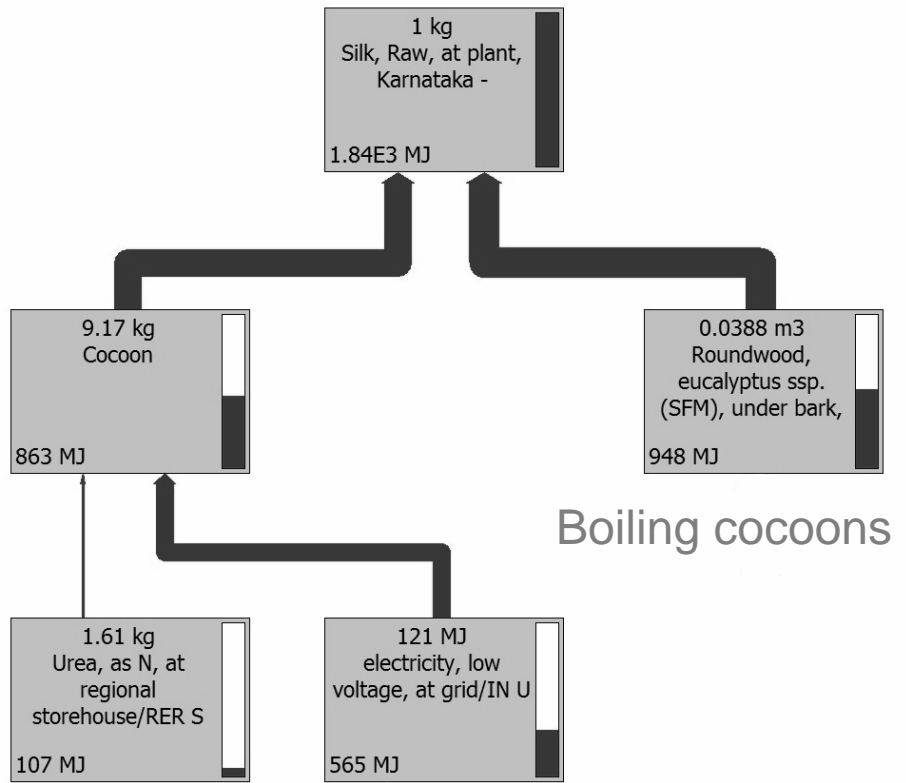 1 kg
Silk, Raw, at plant,
Karnataka -
1.84E3 MJ
9.17 kg
Cocoon
863 MJ
0.0388 m3
Roundwood,
eucalyptus ssp.
(SFM), under bark,
948 MJ
Boiling cocoons
1.61 kg
Urea, as N, at
regional
storehouse/RER S
107 MJ
121 MJ
electricity, low
voltage, at grid/IN U
565 MJ